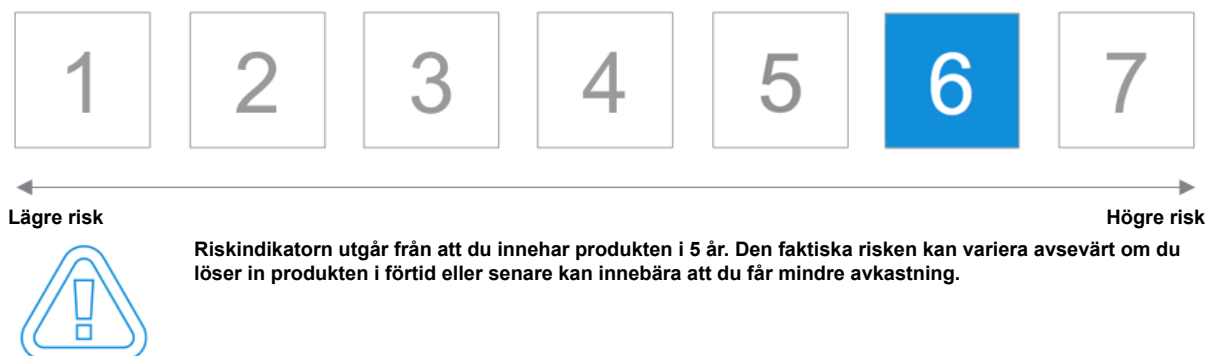 1 2 3 4 5 6 7
Lägre risk Högre risk
Riskindikatorn utgår från att du innehar produkten i 5 år. Den faktiska risken kan variera avsevärt om du
löser in produkten i förtid eller senare kan innebära att du får mindre avkastning.